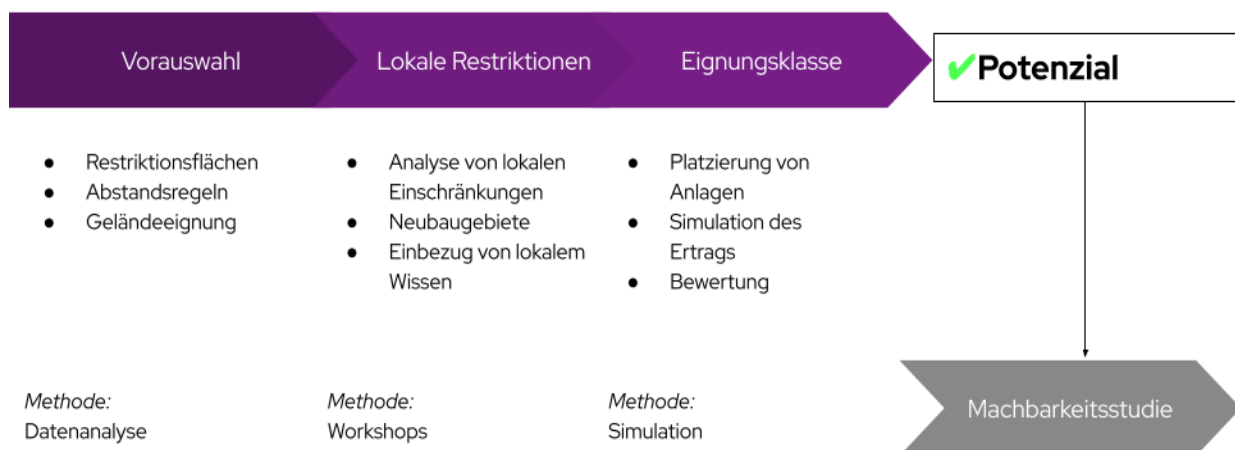 Vorauswahl
Lokale Restriktionen
Eignungsklasse
✔Potenzial
● Restriktionsflächen
● Abstandsregeln
● Geländeeignung
● Analyse von lokalen
Einschränkungen
● Neubaugebiete
● Einbezug von lokalem
Wissen
● Platzierung von
Anlagen
● Simulation des
Ertrags
● Bewertung
Methode:
Datenanalyse
Methode:
Workshops
Methode:
Simulation
Machbarkeitsstudie